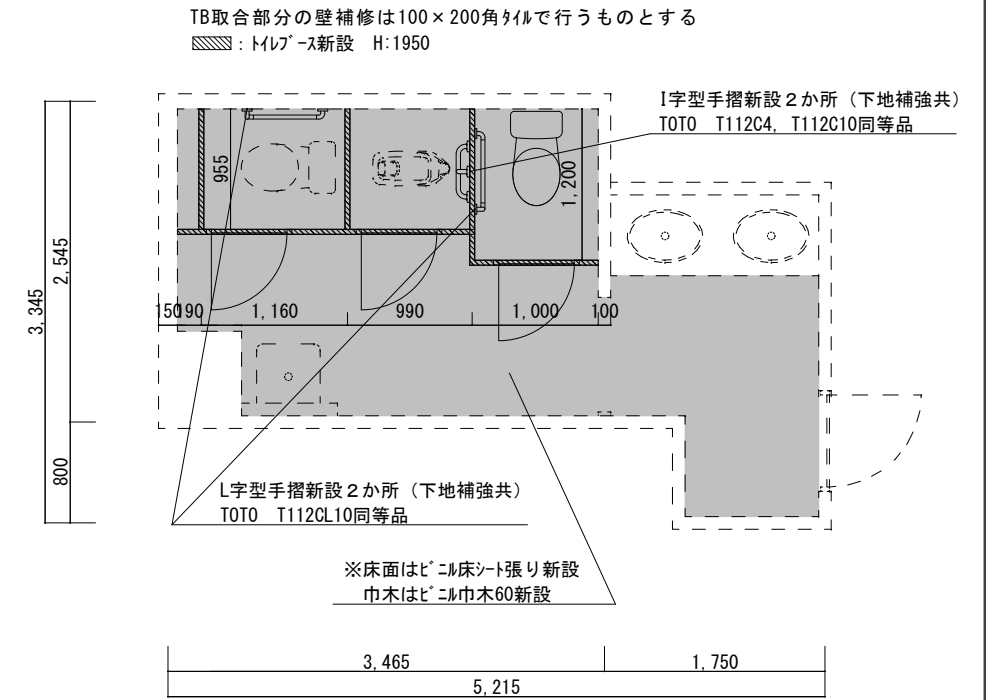 TB取合部分の壁補修は100×200角ﾀｲﾙで行うものとする
：ﾄｲﾚﾌﾞｰｽ新設　H:1950
I字型手摺新設２か所（下地補強共）
TOTO　T112C4, T112C10同等品
955
1,200
2,545
3,345
150
190
1,160
990
1,000
100
800
L字型手摺新設２か所（下地補強共）
TOTO　T112CL10同等品
※床面はﾋﾞﾆﾙ床ｼｰﾄ張り新設
巾木はﾋﾞﾆﾙ巾木60新設
3,465
1,750
5,215